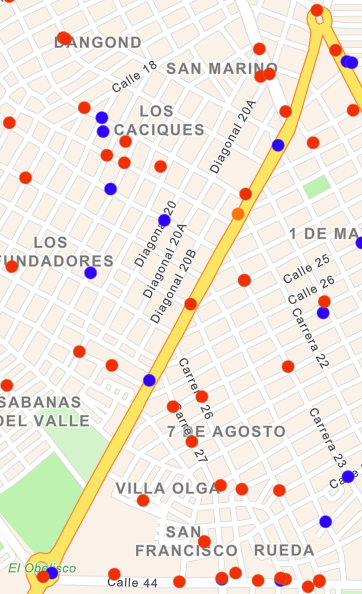 DANGOND
SAN MARINO
Calle 18
LOS
CACIQUES
Diagonal 20A
1 DE MA
LOS
FUNDADORES
Diagonal 20
Diagonal 20A
Diagonal 20B
Calle 25
Calle 26
Carrera 22
Carrera 26
SABANAS
DEL VALLE
7 DE AGOSTO
27
Carrera 23
VILLA OLGA
SAN
FRANCISCO
RUEDA
El Obelisco
Calle 44